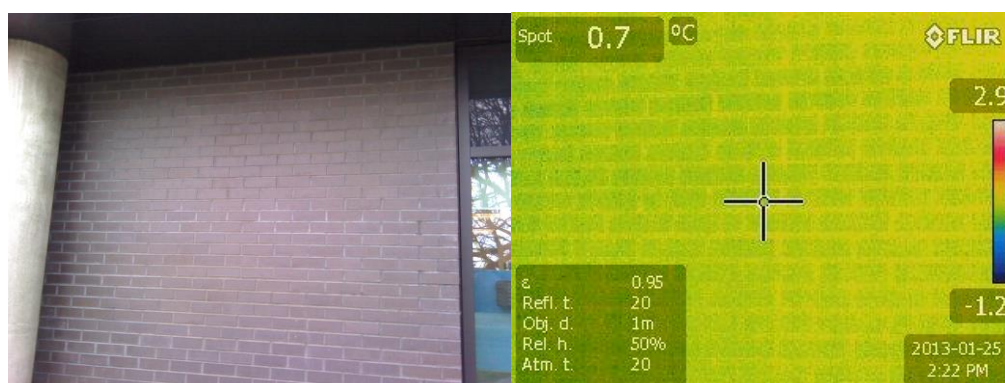 Spot 0.7 °C
FLIR
2.9
ε 0.95
Refl. t. 20
Obj. d. 1m
Rel. h. 50%
Atm. t. 20
-1.2
2013-01-25
2:22 PM